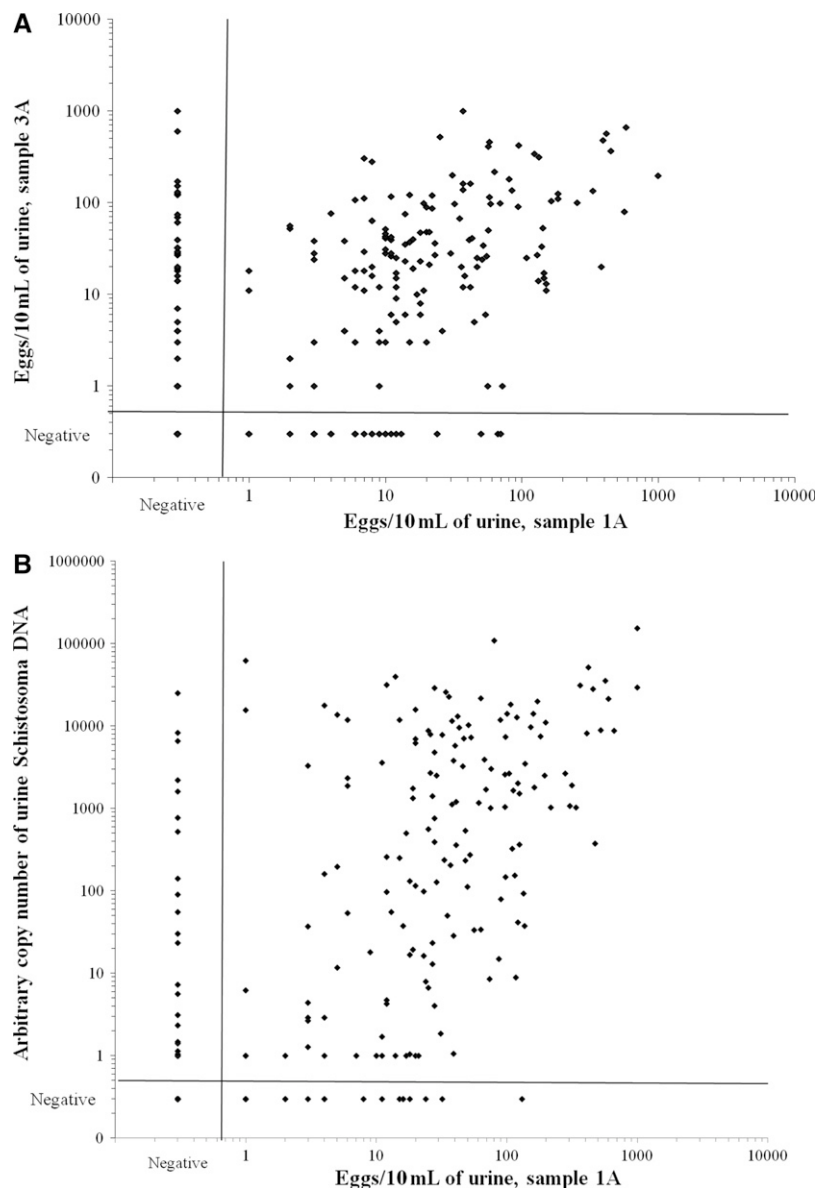 A
Eggs/10 mL of urine, sample 3A
10000
1000
100
10
1
Negative
0
Negative
1
10
100
1000
10000
Eggs/10 mL of urine, sample 1A
B
Arbitrary copy number of urine Schistosoma DNA
1000000
100000
10000
1000
100
10
1
Negative
0
Negative
1
10
100
1000
10000
Eggs/10 mL of urine, sample 1A